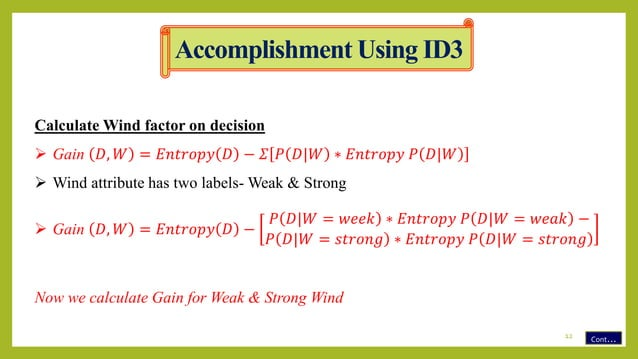 Accomplishment Using ID3
Calculate Wind factor on decision
➢ Gain (D, W) = Entropy(D) − Σ[P(D|W) ∗ Entropy P(D|W)]
➢ Wind attribute has two labels- Weak & Strong
➢ Gain (D, W) = Entropy(D) − [P(D|W = week) ∗ Entropy P(D|W = weak) −
P(D|W = strong) ∗ Entropy P(D|W = strong)]
Now we calculate Gain for Weak & Strong Wind
12
Cont...